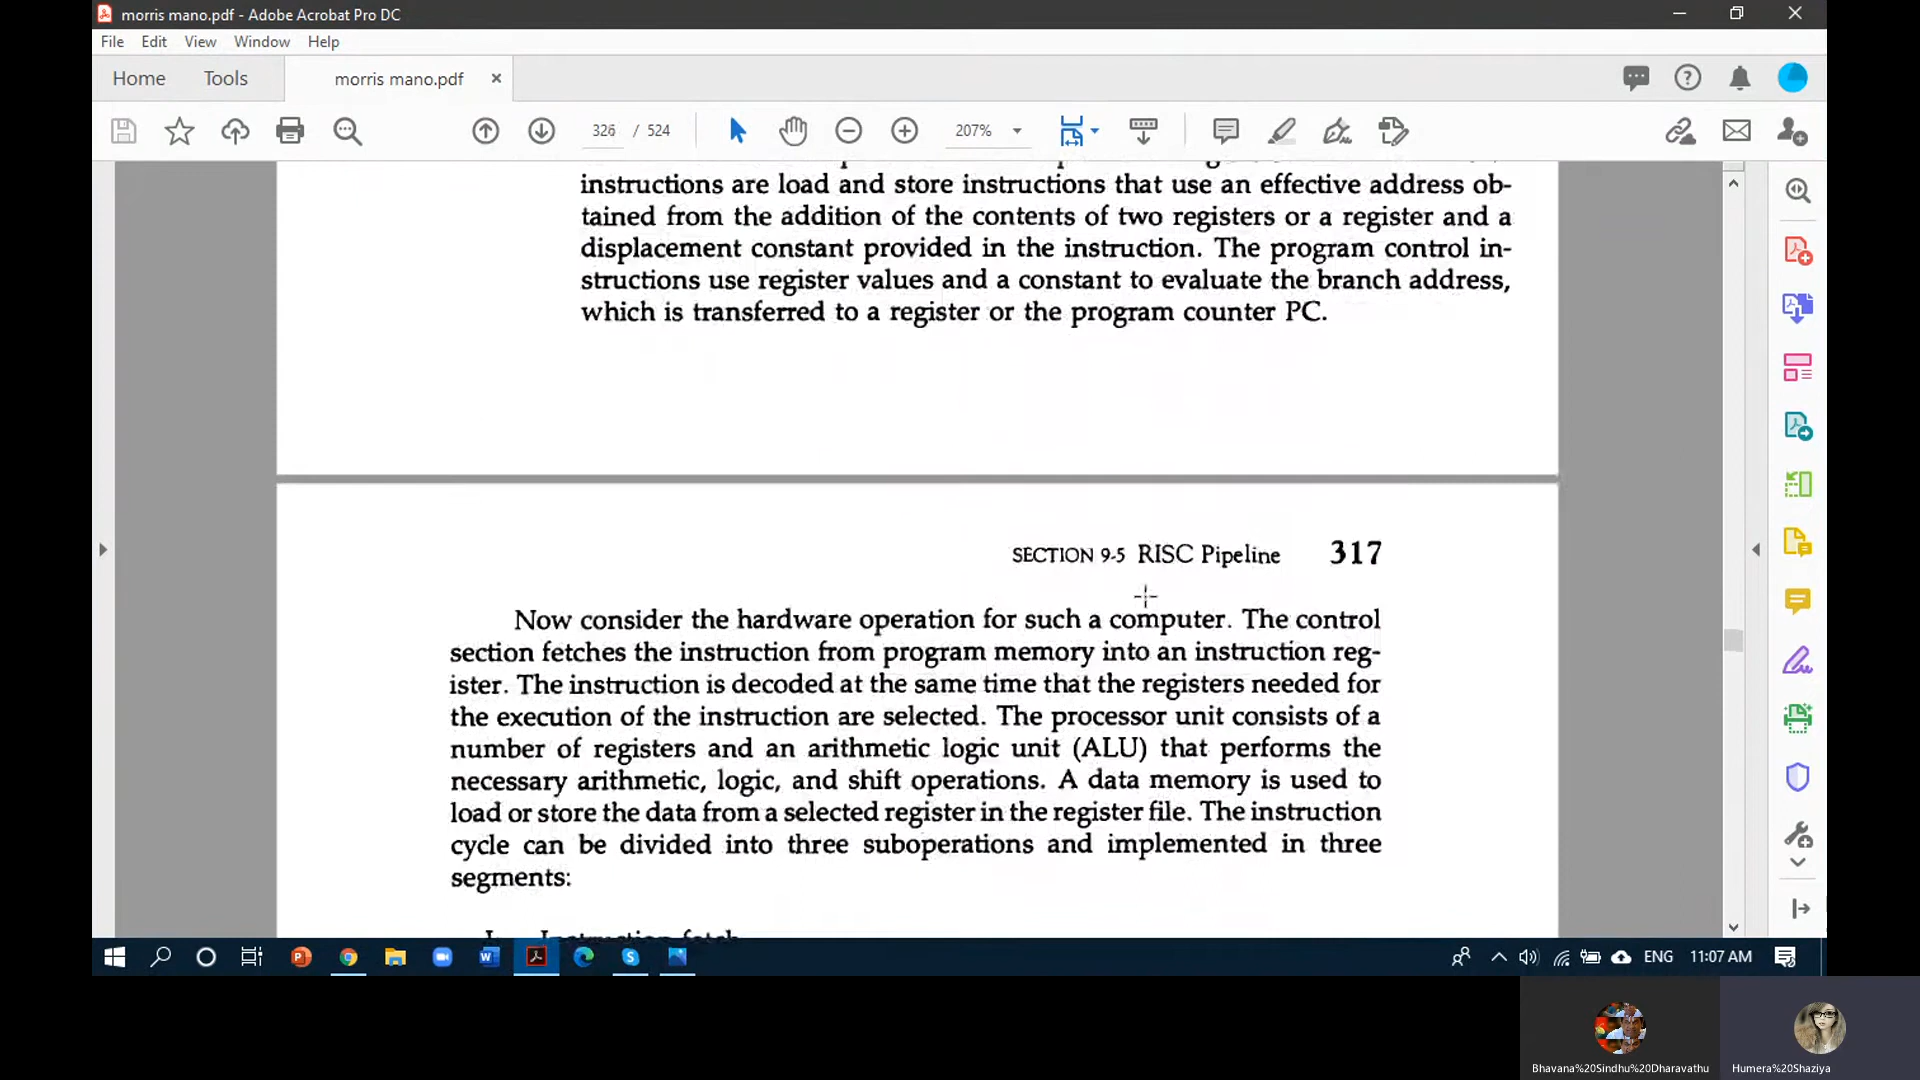 morris mano.pdf - Adobe Acrobat Pro DC
File Edit View Window Help
Home Tools morris mano.pdf
326 / 524 207%
instructions are load and store instructions that use an effective address ob-
tained from the addition of the contents of two registers or a register and a
displacement constant provided in the instruction. The program control in-
structions use register values and a constant to evaluate the branch address,
which is transferred to a register or the program counter PC.
SECTION 9-5 RISC Pipeline 317
Now consider the hardware operation for such a computer. The control
section fetches the instruction from program memory into an instruction reg-
ister. The instruction is decoded at the same time that the registers needed for
the execution of the instruction are selected. The processor unit consists of a
number of registers and an arithmetic logic unit (ALU) that performs the
necessary arithmetic, logic, and shift operations. A data memory is used to
load or store the data from a selected register in the register file. The instruction
cycle can be divided into three suboperations and implemented in three
segments:
I: Instruction fetch
ENG 11:07 AM
Bhavana%20Sindhu%20Dharavathu Humera%20Shaziya